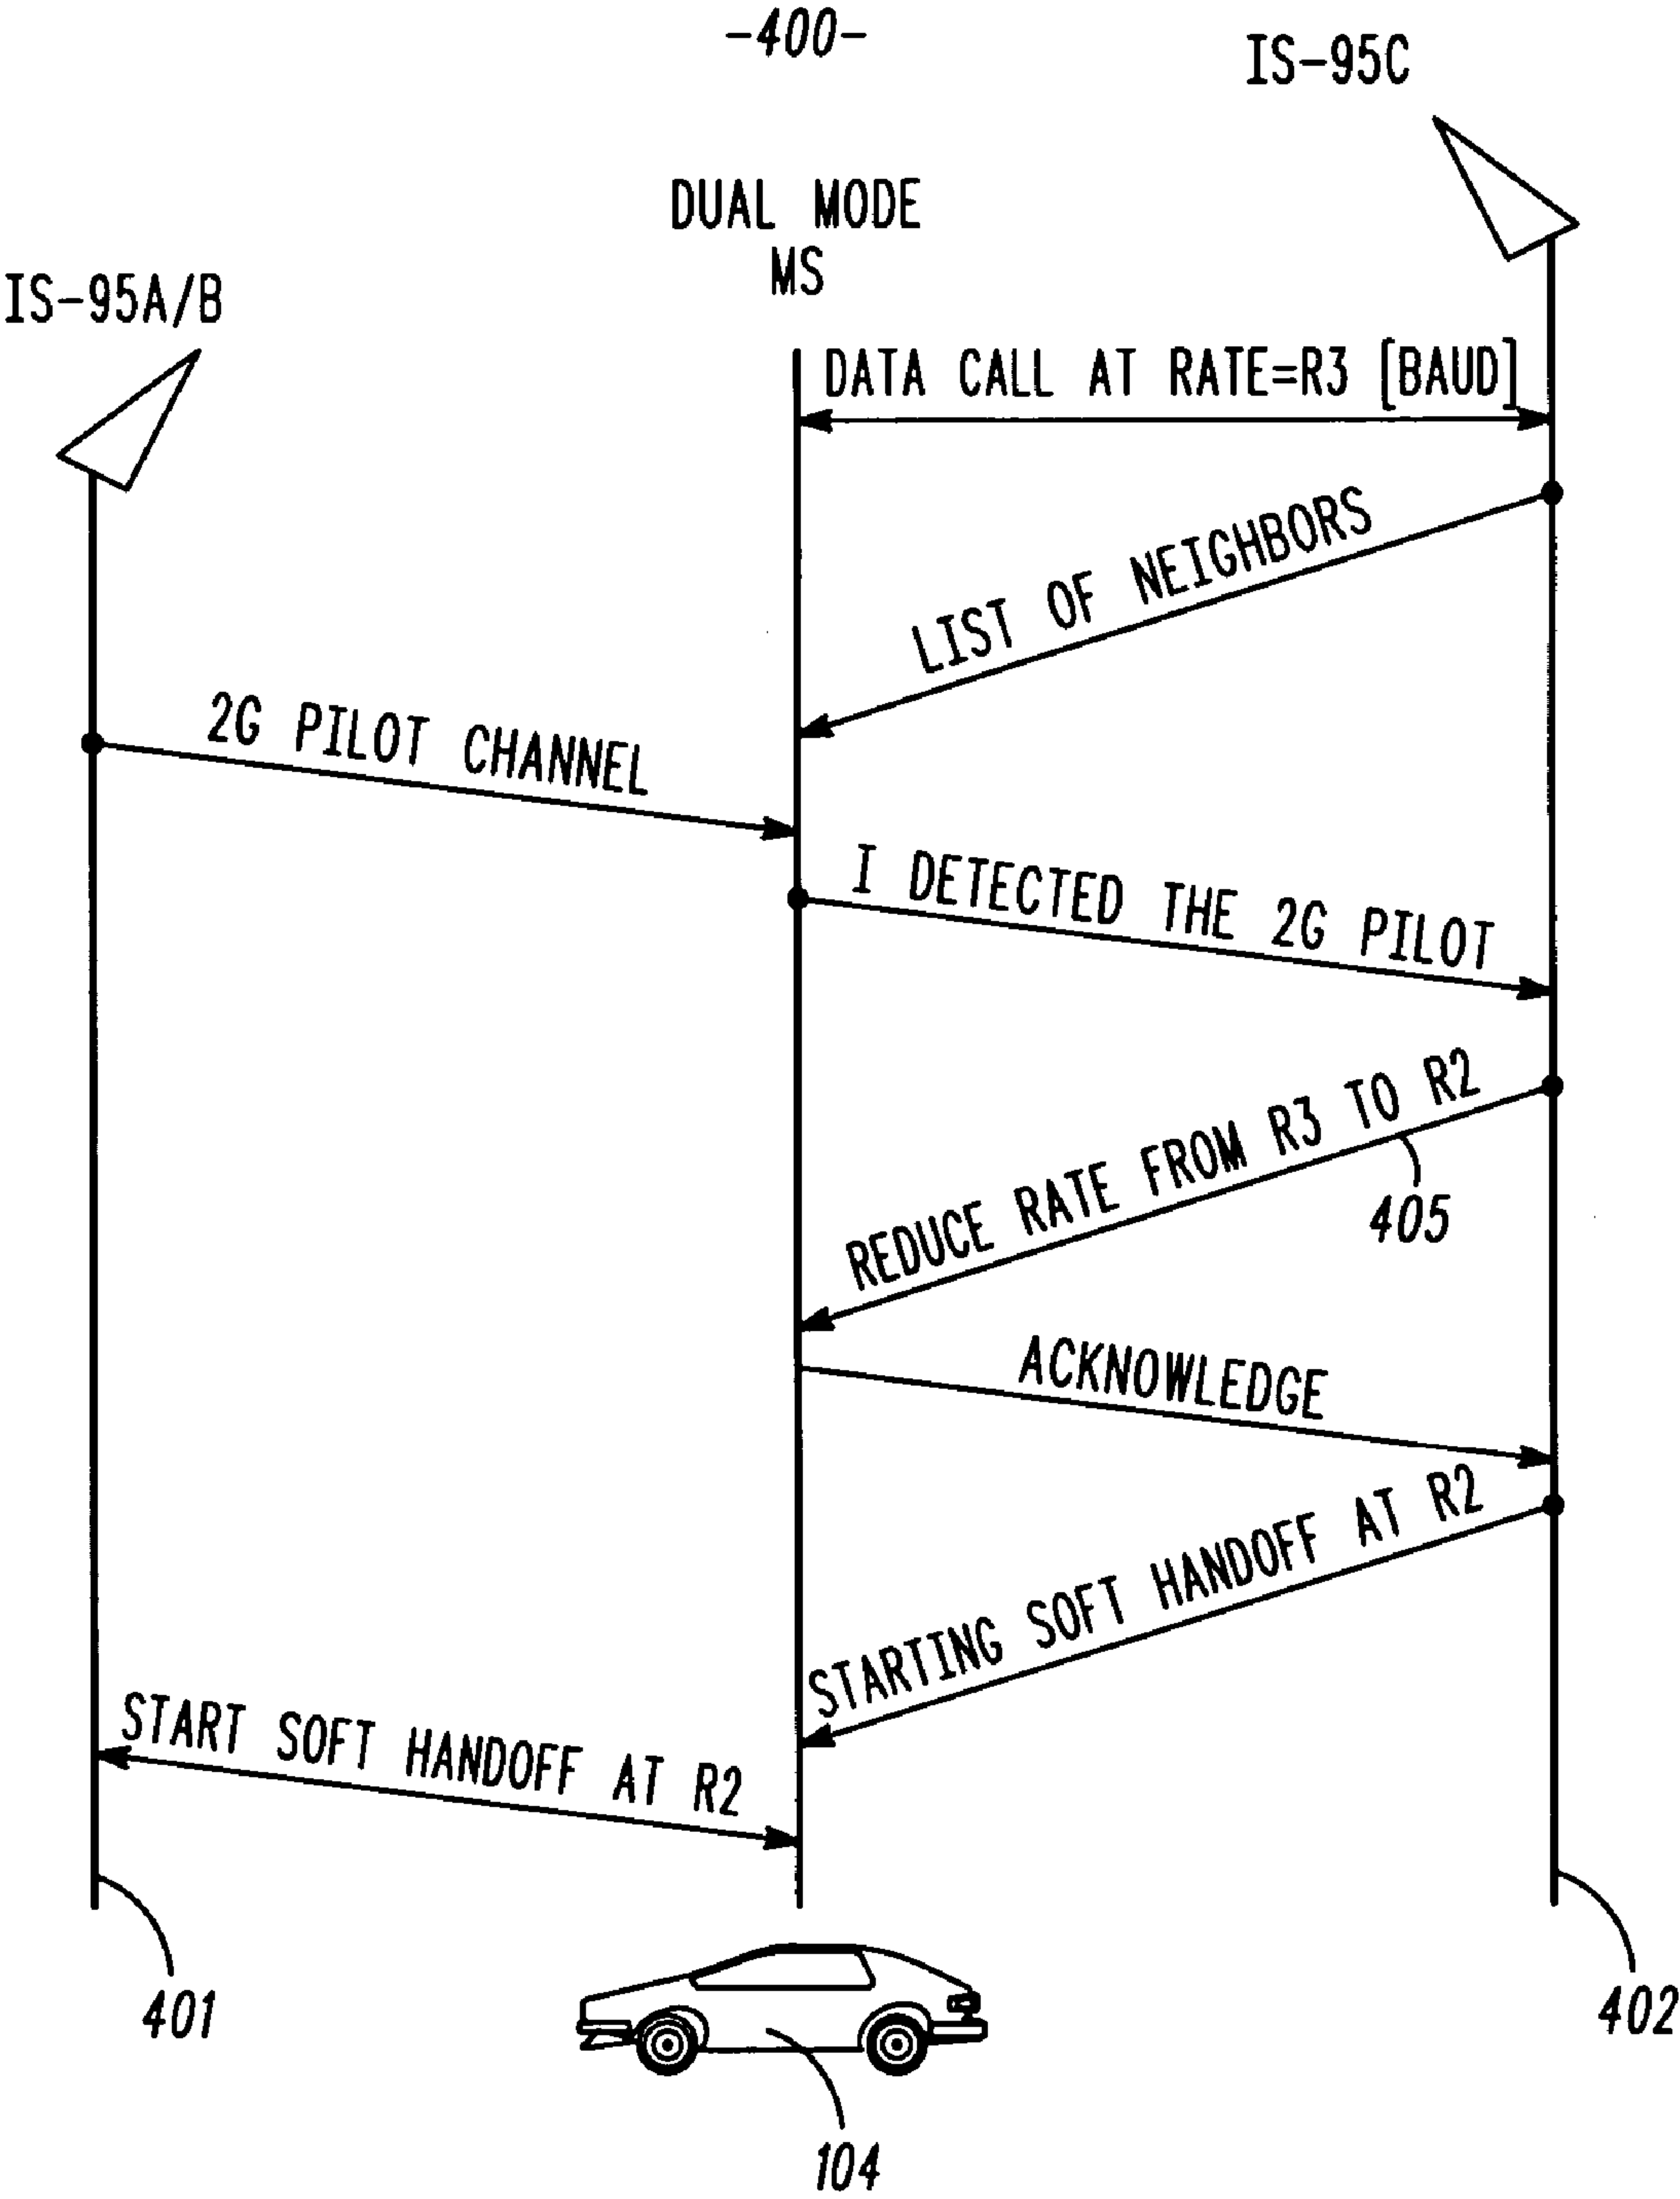 -400-
IS-95C
DUAL MODE
MS
IS-95A/B
DATA CALL AT RATE=R3 [BAUD]
LIST OF NEIGHBORS
2G PILOT CHANNEL
I DETECTED THE 2G PILOT
REDUCE RATE FROM R3 TO R2
405
ACKNOWLEDGE
STARTING SOFT HANDOFF AT R2
START SOFT HANDOFF AT R2
401
402
104